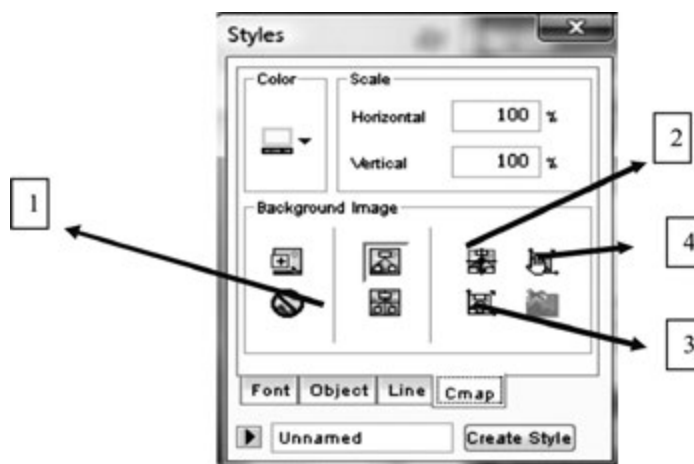 Styles
Color
Scale
Horizontal 100 %
Vertical 100 %
2
1
Background Image
4
3
Font Object Line Cmap
Unnamed Create Style